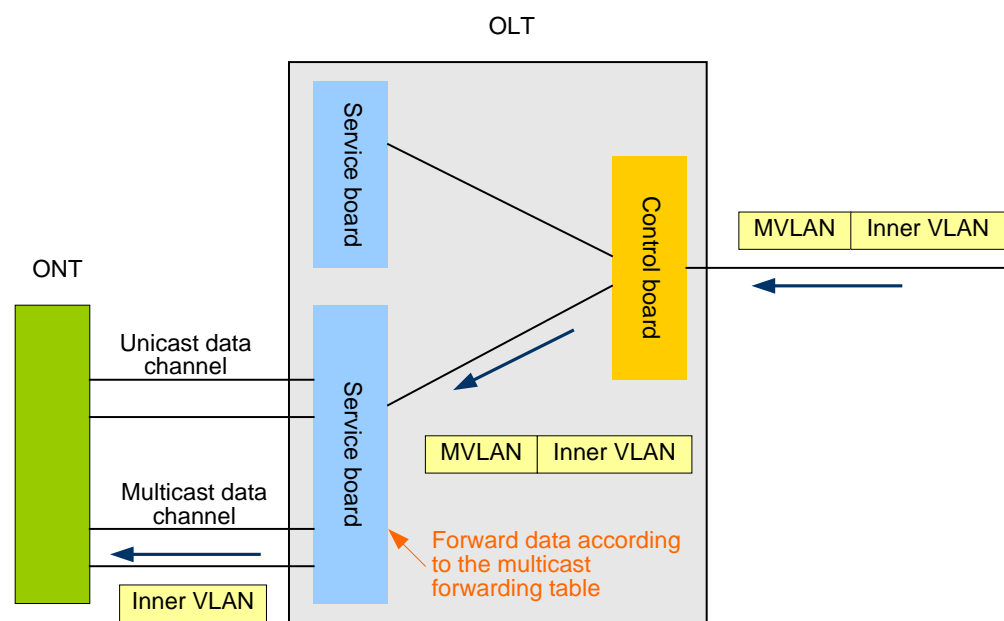 OLT
Service board
Control board
MVLAN Inner VLAN
ONT
Unicast data
channel
Service board
MVLAN Inner VLAN
Multicast data
channel
Forward data according
to the multicast
forwarding table
Inner VLAN